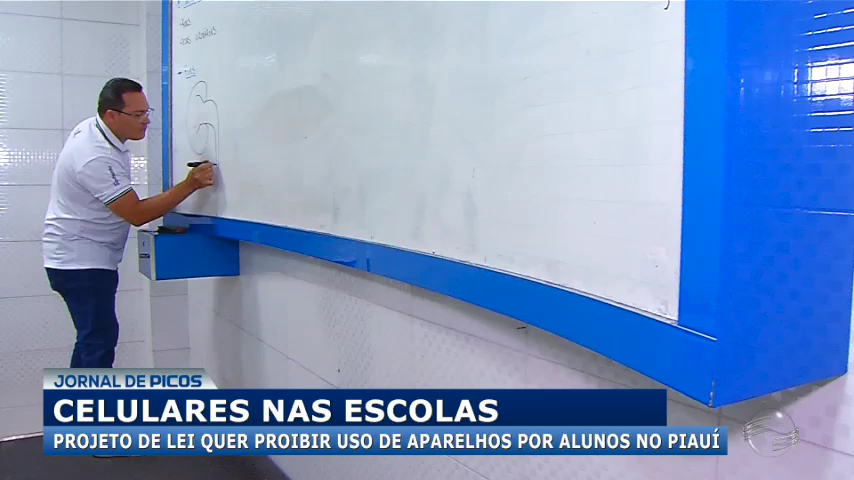 JORNAL DE PICOS
CELULARES NAS ESCOLAS
PROJETO DE LEI QUER PROIBIR USO DE APARELHOS POR ALUNOS NO PIAUÍ